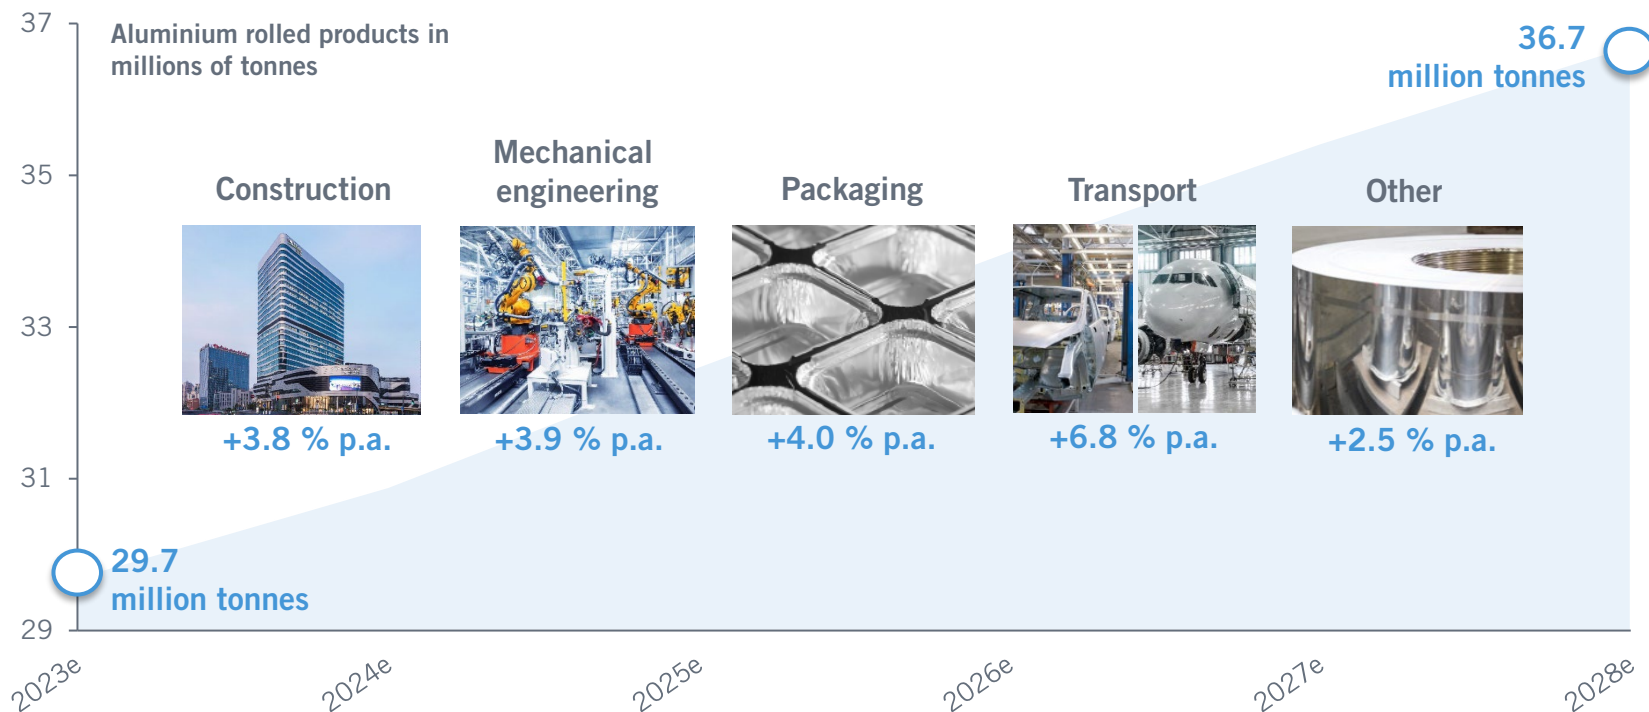 Aluminium rolled products in
millions of tonnes
37
35
33
31
29
36.7
million tonnes
Construction
Mechanical
engineering
Packaging
Transport
Other
+3.8 % p.a.
+3.9 % p.a.
+4.0 % p.a.
+6.8 % p.a.
+2.5 % p.a.
29.7
million tonnes
2023e
2024e
2025e
2026e
2027e
2028e